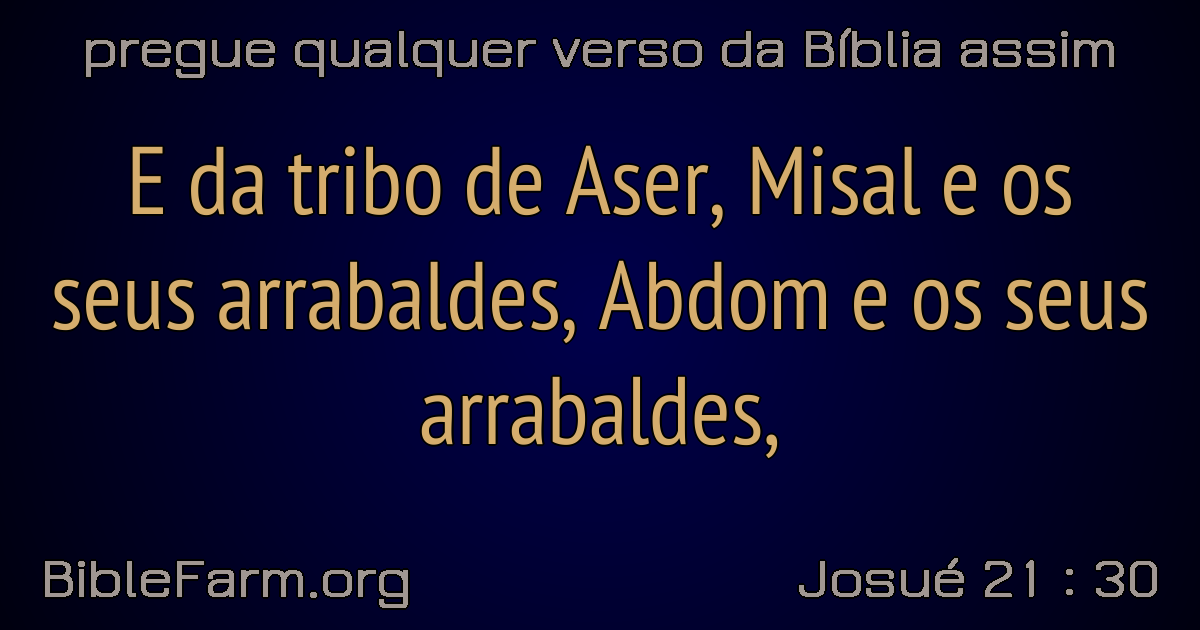 pregue qualquer verso da Bíblia assim
E da tribo de Aser, Misal e os
seus arrabaldes, Abdom e os seus
arrabaldes,
BibleFarm.org
Josué 21 : 30